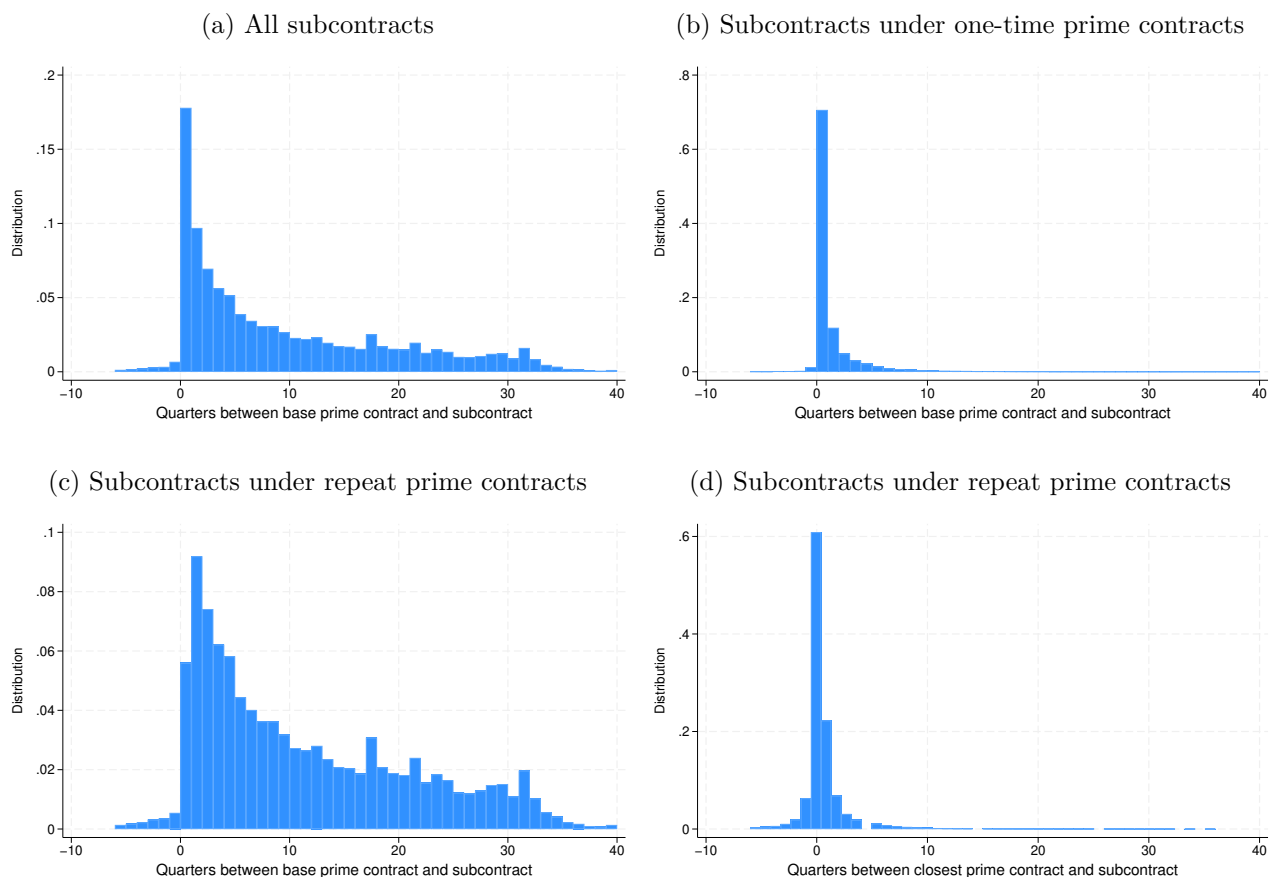 (a) All subcontracts
.2
.15
.1
.05
0
Distribution
−10 0 10 20 30 40
Quarters between base prime contract and subcontract
(b) Subcontracts under one-time prime contracts
.8
.6
.4
.2
0
Distribution
−10 0 10 20 30 40
Quarters between base prime contract and subcontract
(c) Subcontracts under repeat prime contracts
.1
.08
.06
.04
.02
0
Distribution
−10 0 10 20 30 40
Quarters between base prime contract and subcontract
(d) Subcontracts under repeat prime contracts
.6
.4
.2
0
Distribution
−10 0 10 20 30 40
Quarters between closest prime contract and subcontract